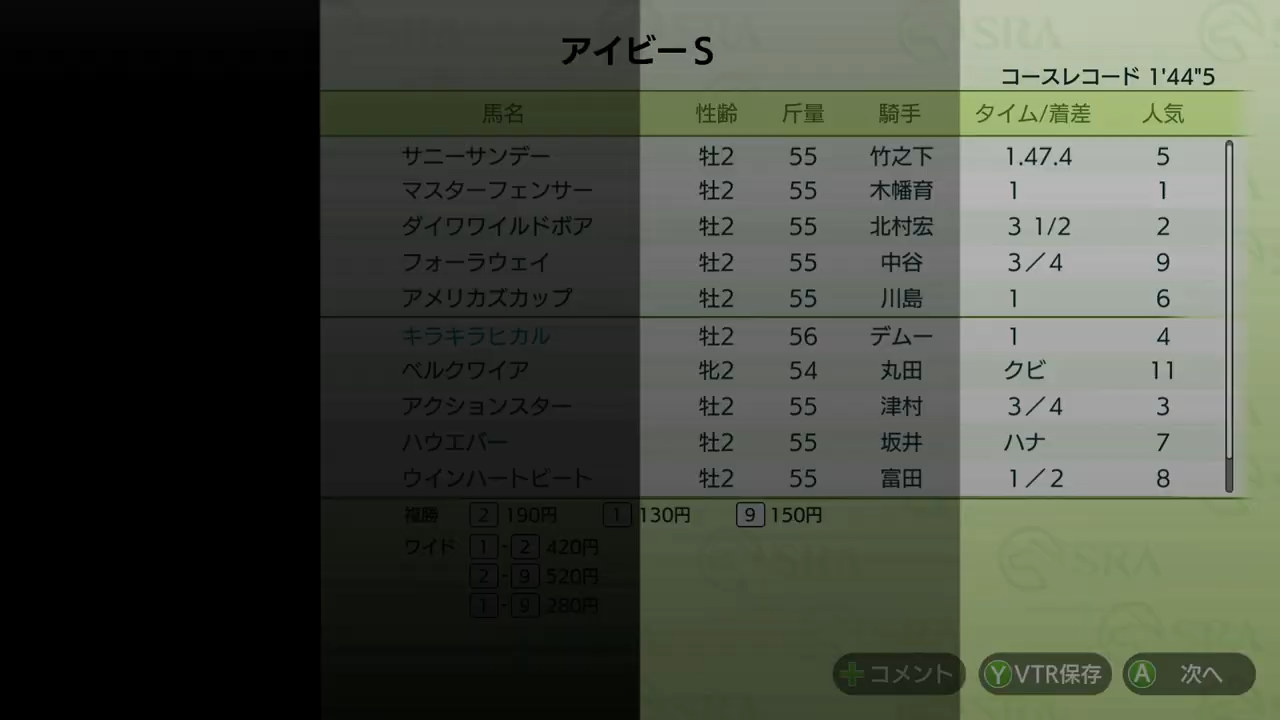 アイビーS
コースレコード 1'44"5
馬名 性齢 斤量 騎手 タイム/着差 人気
サニーサンデー 牡2 55 竹之下 1.47.4 5
マスターフェンサー 牡2 55 木幡育 1 1
ダイワワイルドボア 牡2 55 北村宏 3 1/2 2
フォーラウェイ 牡2 55 中谷 3/4 9
アメリカズカップ 牡2 55 川島 1 6
キラキラヒカル 牡2 56 デムー 1 4
ベルクワイア 牝2 54 丸田 クビ 11
アクションスター 牡2 55 津村 3/4 3
ハウエバー 牡2 55 坂井 ハナ 7
ウインハートビート 牡2 55 富田 1/2 8
複勝 2 190円 1 130円 9 150円
ワイド 1-2 420円
2-9 520円
1-9 280円
コメント Y VTR保存 A 次へ
SRA
SRA
SRA
SRA